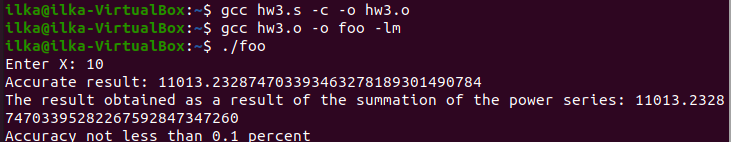 ilka@ilka-VirtualBox:~$ gcc hw3.s -c -o hw3.o
ilka@ilka-VirtualBox:~$ gcc hw3.o -o foo -lm
ilka@ilka-VirtualBox:~$ ./foo
Enter X: 10
Accurate result: 11013.232874703393463278189301490784
The result obtained as a result of the summation of the power series: 11013.2328
74703395282267592847347260
Accuracy not less than 0.1 percent